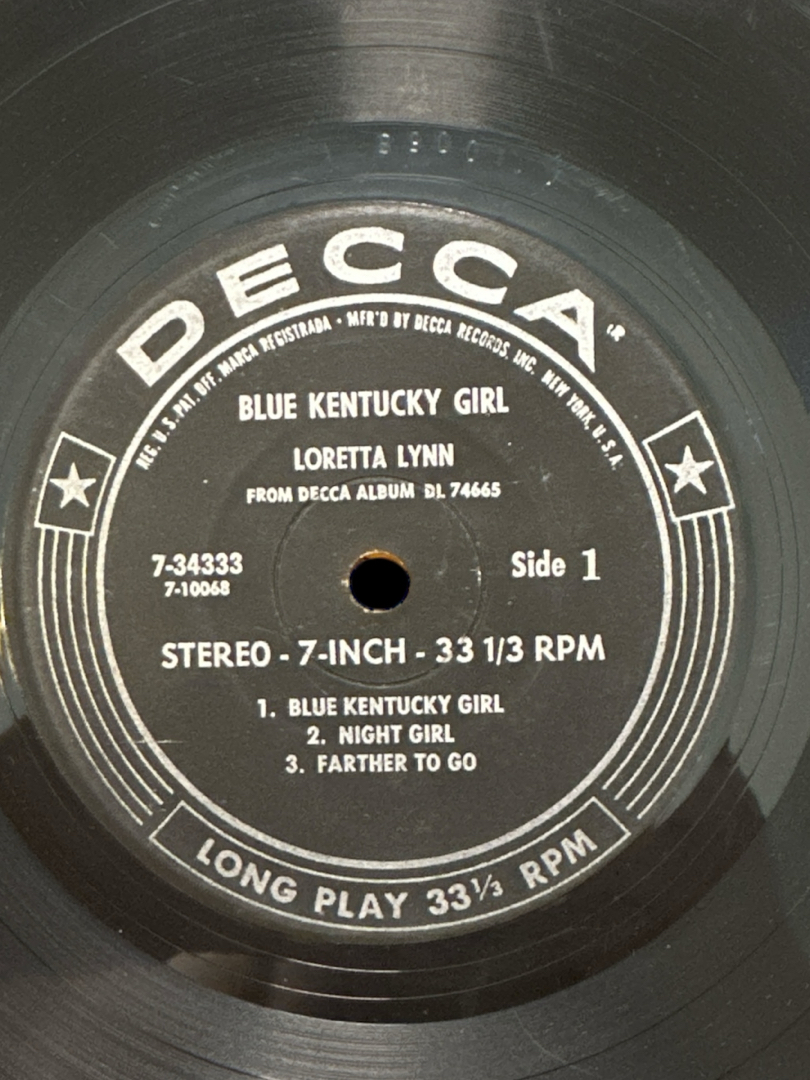 DECCA®
REG. U.S. PAT. OFF. MARCA REGISTRADA • MFR'D BY DECCA RECORDS, INC. NEW YORK, U.S.A.
BLUE KENTUCKY GIRL
LORETTA LYNN
FROM DECCA ALBUM DL 74665
7-34333
7-10068
Side 1
STEREO - 7-INCH - 33 1/3 RPM
1. BLUE KENTUCKY GIRL
2. NIGHT GIRL
3. FARTHER TO GO
LONG PLAY 33⅓ RPM